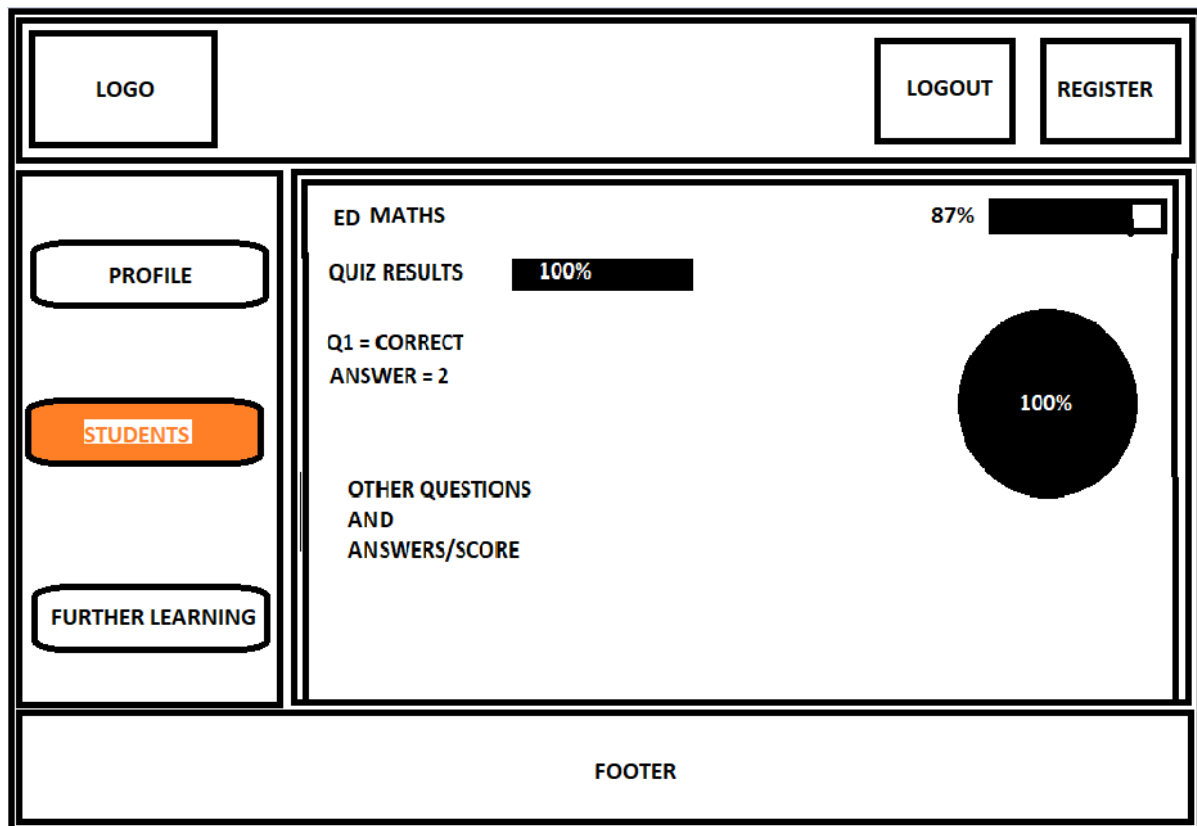 LOGO
LOGOUT
REGISTER
PROFILE
STUDENTS
FURTHER LEARNING
ED MATHS
87%
QUIZ RESULTS
100%
Q1 = CORRECT
ANSWER = 2
100%
OTHER QUESTIONS
AND
ANSWERS/SCORE
FOOTER